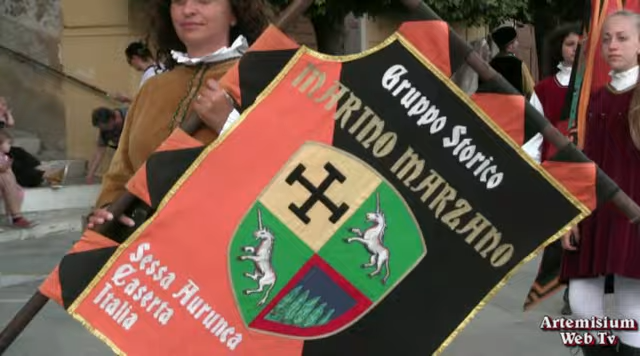 Gruppo Storico
MARINO MARZANO
Sessa Aurunca
Caserta
Italia
Artemisium
Web Tv